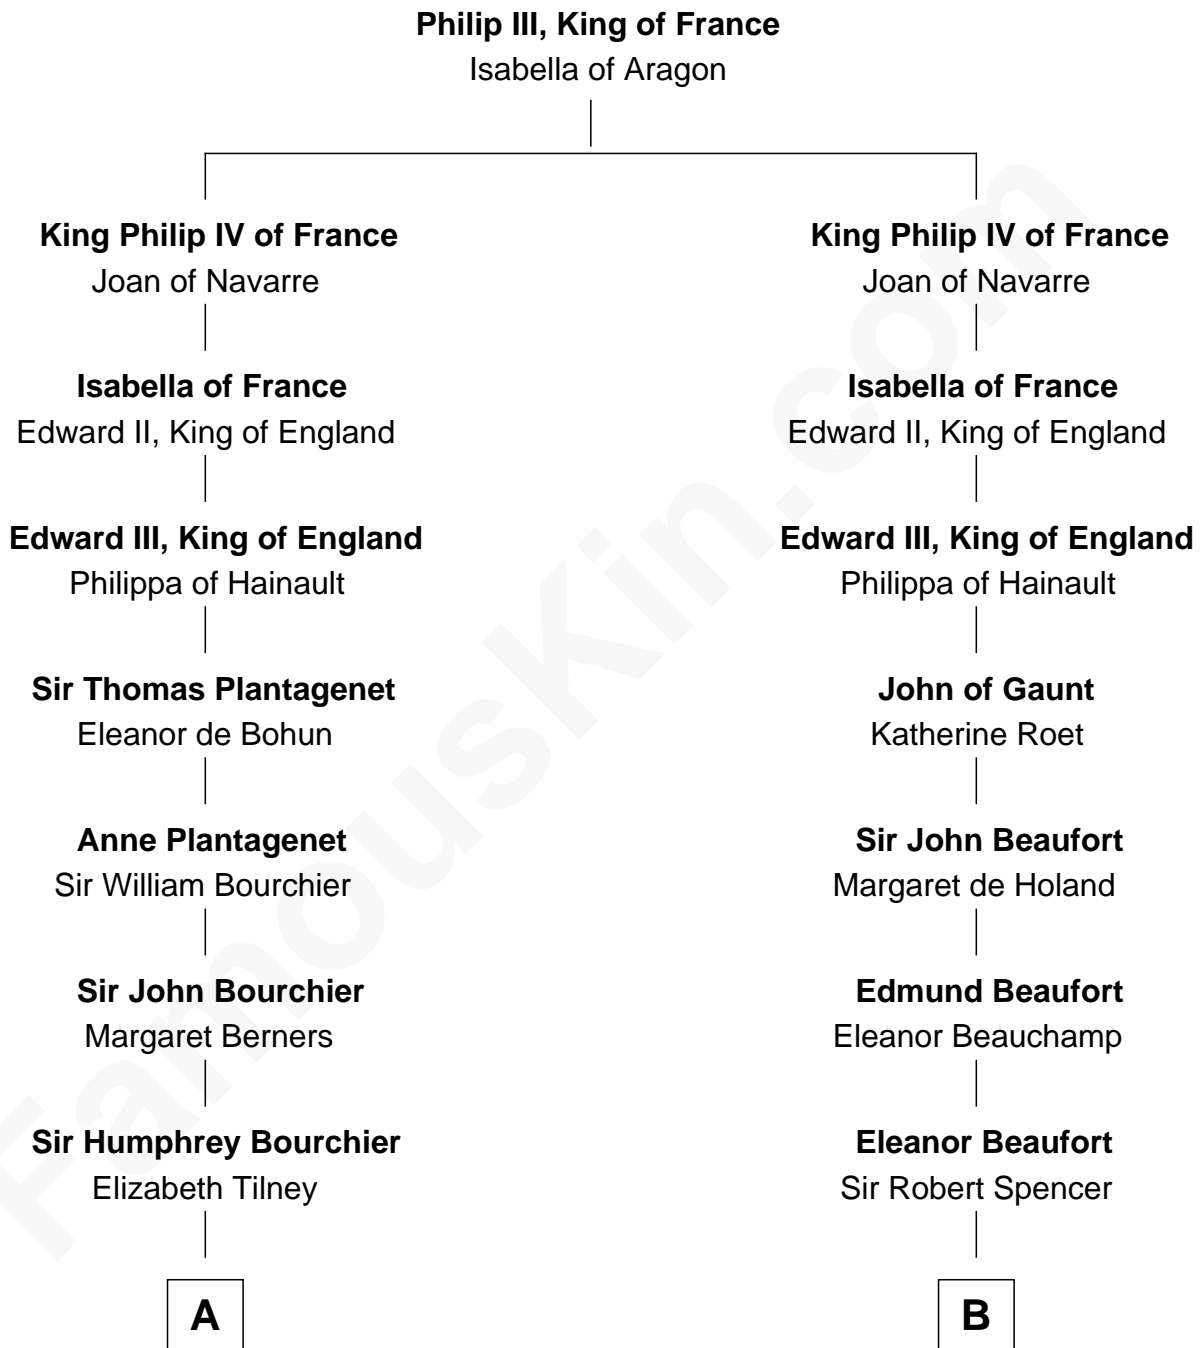 Philip III, King of France
Isabella of Aragon
King Philip IV of France
Joan of Navarre
King Philip IV of France
Joan of Navarre
Isabella of France
Edward II, King of England
Isabella of France
Edward II, King of England
Edward III, King of England
Philippa of Hainault
Edward III, King of England
Philippa of Hainault
Sir Thomas Plantagenet
Eleanor de Bohun
John of Gaunt
Katherine Roet
Anne Plantagenet
Sir William Bourchier
Sir John Beaufort
Margaret de Holand
Sir John Bourchier
Margaret Berners
Edmund Beaufort
Eleanor Beauchamp
Sir Humphrey Bourchier
Elizabeth Tilney
Eleanor Beaufort
Sir Robert Spencer
A
B
FamousKin.com